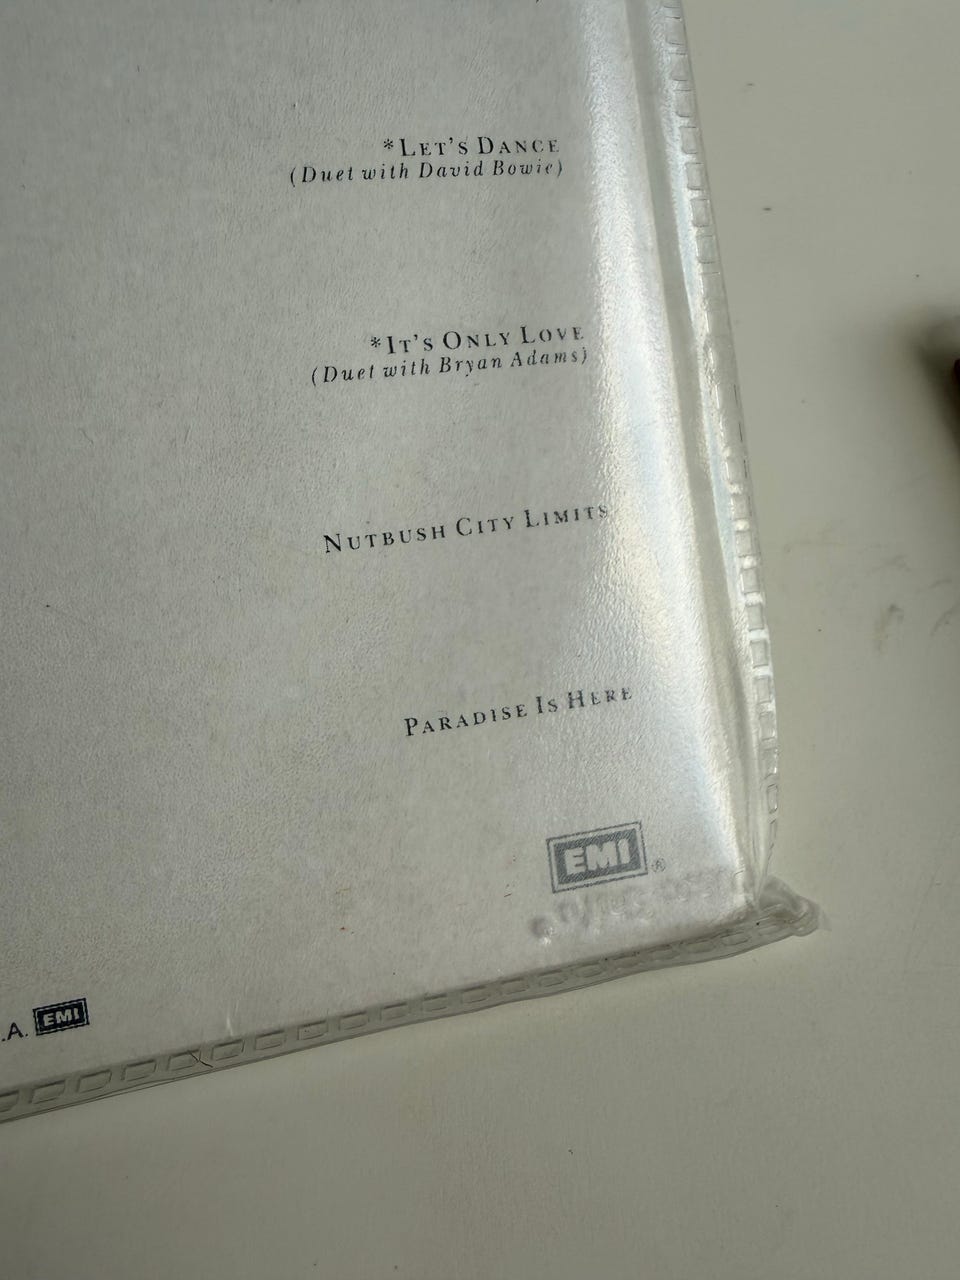 *LET'S DANCE
(Duet with David Bowie)
*IT'S ONLY LOVE
(Duet with Bryan Adams)
NUTBUSH CITY LIMITS
PARADISE IS HERE
EMI ®
.A. EMI